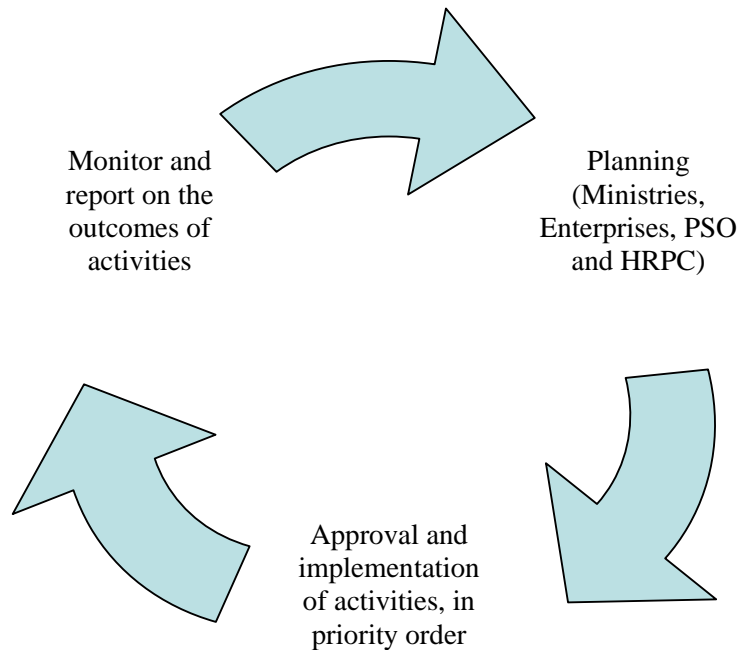 Monitor and
report on the
outcomes of
activities
Planning
(Ministries,
Enterprises, PSO
and HRPC)
Approval and
implementation
of activities, in
priority order